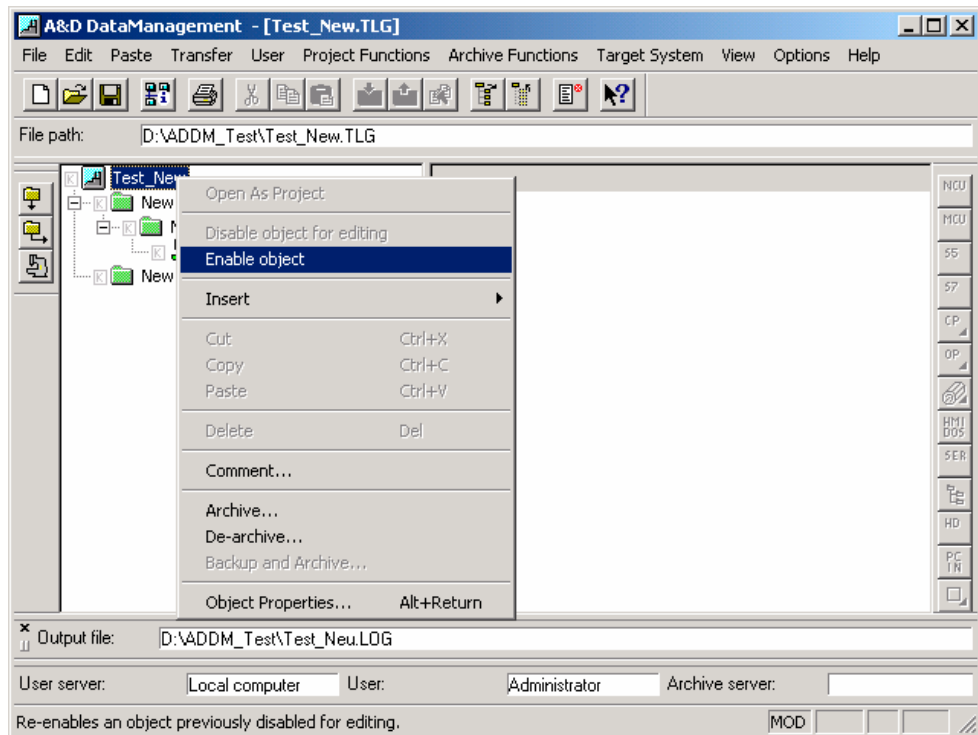 A&D DataManagement - [Test_New.TLG]
File Edit Paste Transfer User Project Functions Archive Functions Target System View Options Help
File path: D:\ADDM_Test\Test_New.TLG
Test_New
New
New
Open As Project
Disable object for editing
Enable object
Insert
Cut Ctrl+X
Copy Ctrl+C
Paste Ctrl+V
Delete Del
Comment...
Archive...
De-archive...
Backup and Archive...
Object Properties... Alt+Return
NCU
MCU
S5
S7
CP
OP
HMI
DOS
SER
HD
PC
IN
Output file: D:\ADDM_Test\Test_Neu.LOG
User server: Local computer User: Administrator Archive server:
Re-enables an object previously disabled for editing. MOD